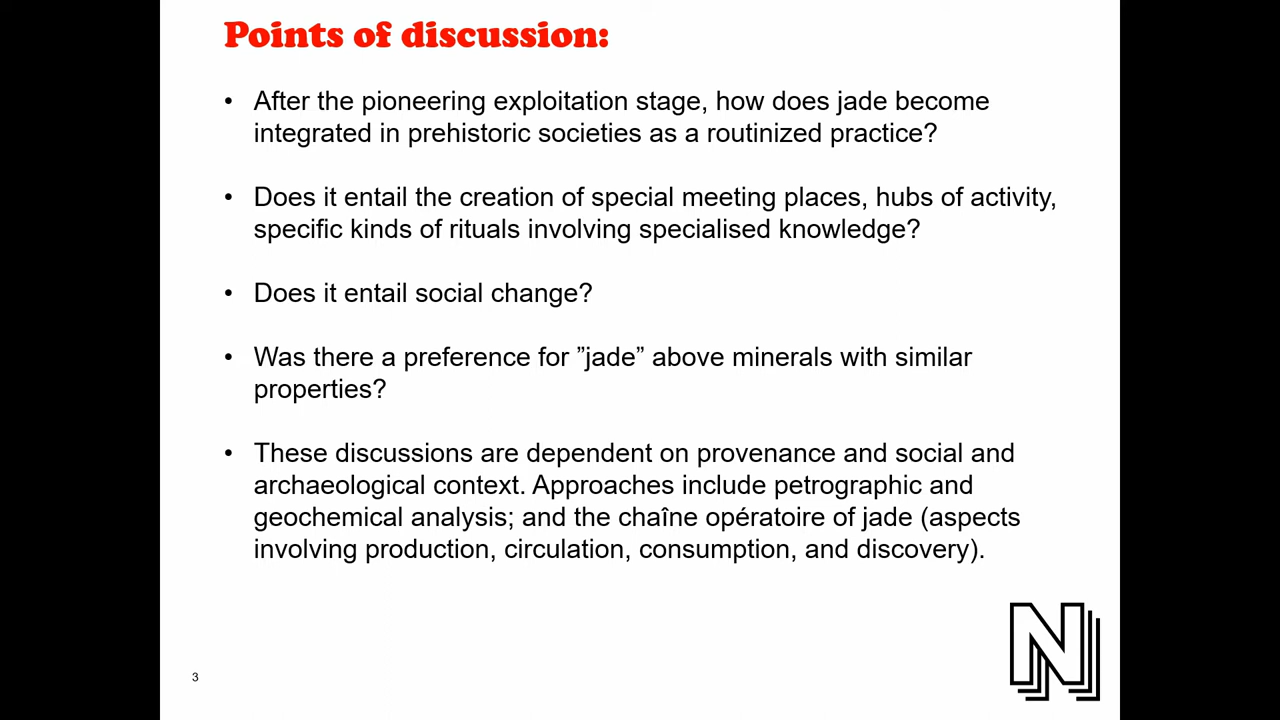 Points of discussion:
• After the pioneering exploitation stage, how does jade become
integrated in prehistoric societies as a routinized practice?
• Does it entail the creation of special meeting places, hubs of activity,
specific kinds of rituals involving specialised knowledge?
• Does it entail social change?
• Was there a preference for ”jade” above minerals with similar
properties?
• These discussions are dependent on provenance and social and
archaeological context. Approaches include petrographic and
geochemical analysis; and the chaîne opératoire of jade (aspects
involving production, circulation, consumption, and discovery).
N
3